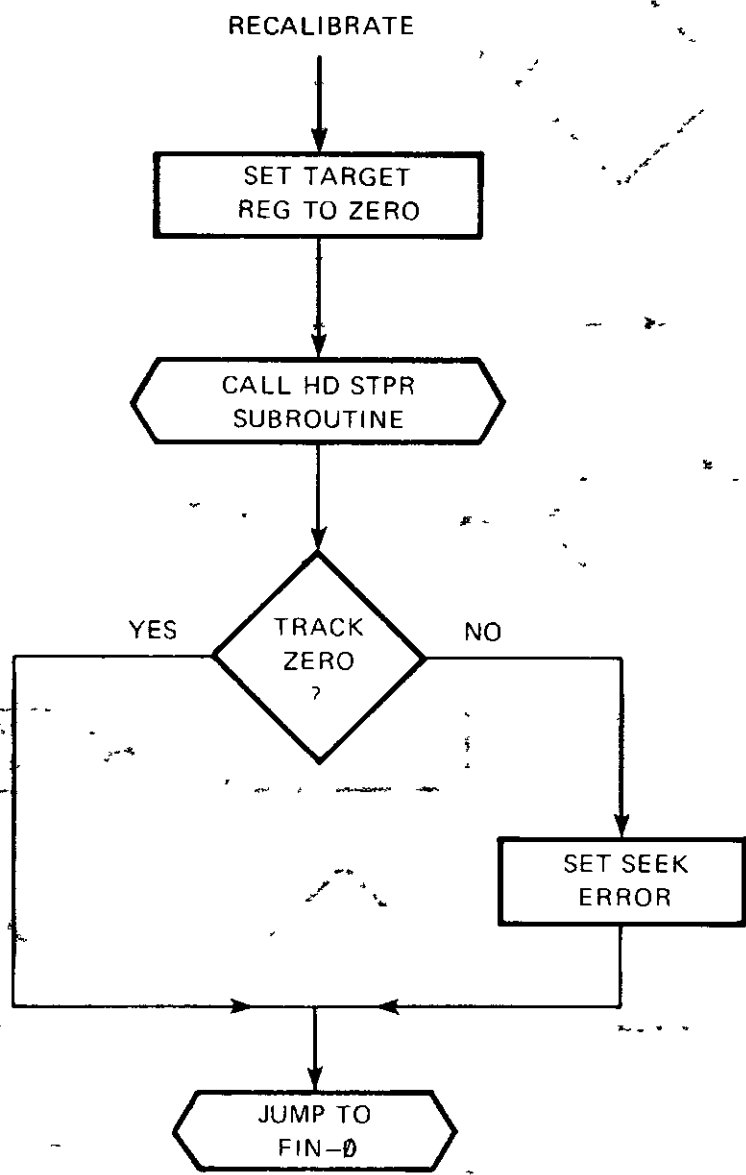 RECALIBRATE
SET TARGET
REG TO ZERO
CALL HD STPR
SUBROUTINE
YES
TRACK
ZERO
?
NO
SET SEEK
ERROR
JUMP TO
FIN–Ø